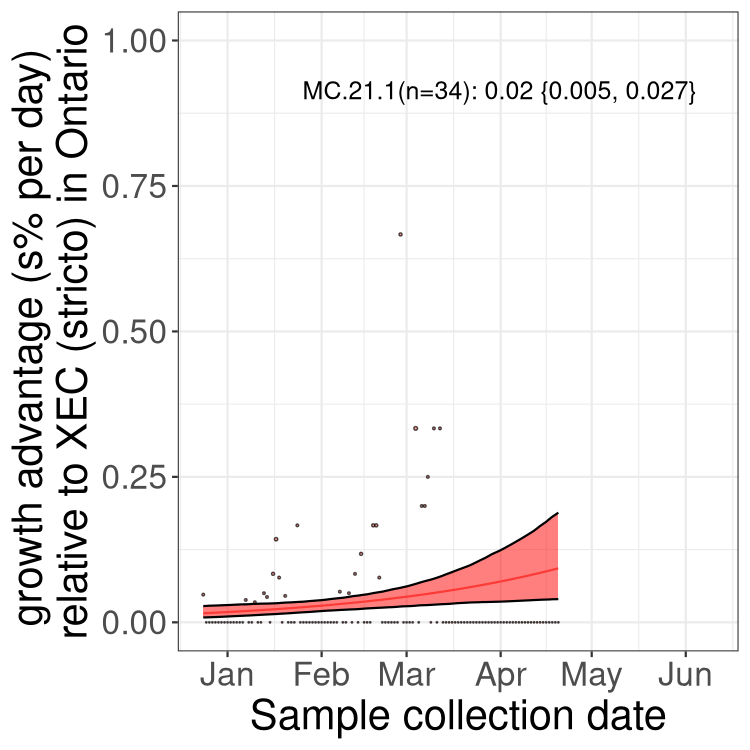 growth advantage (s% per day)
relative to XEC (stricto) in Ontario
1.00
0.75
0.50
0.25
0.00
MC.21.1(n=34): 0.02 {0.005, 0.027}
Jan Feb Mar Apr May Jun
Sample collection date